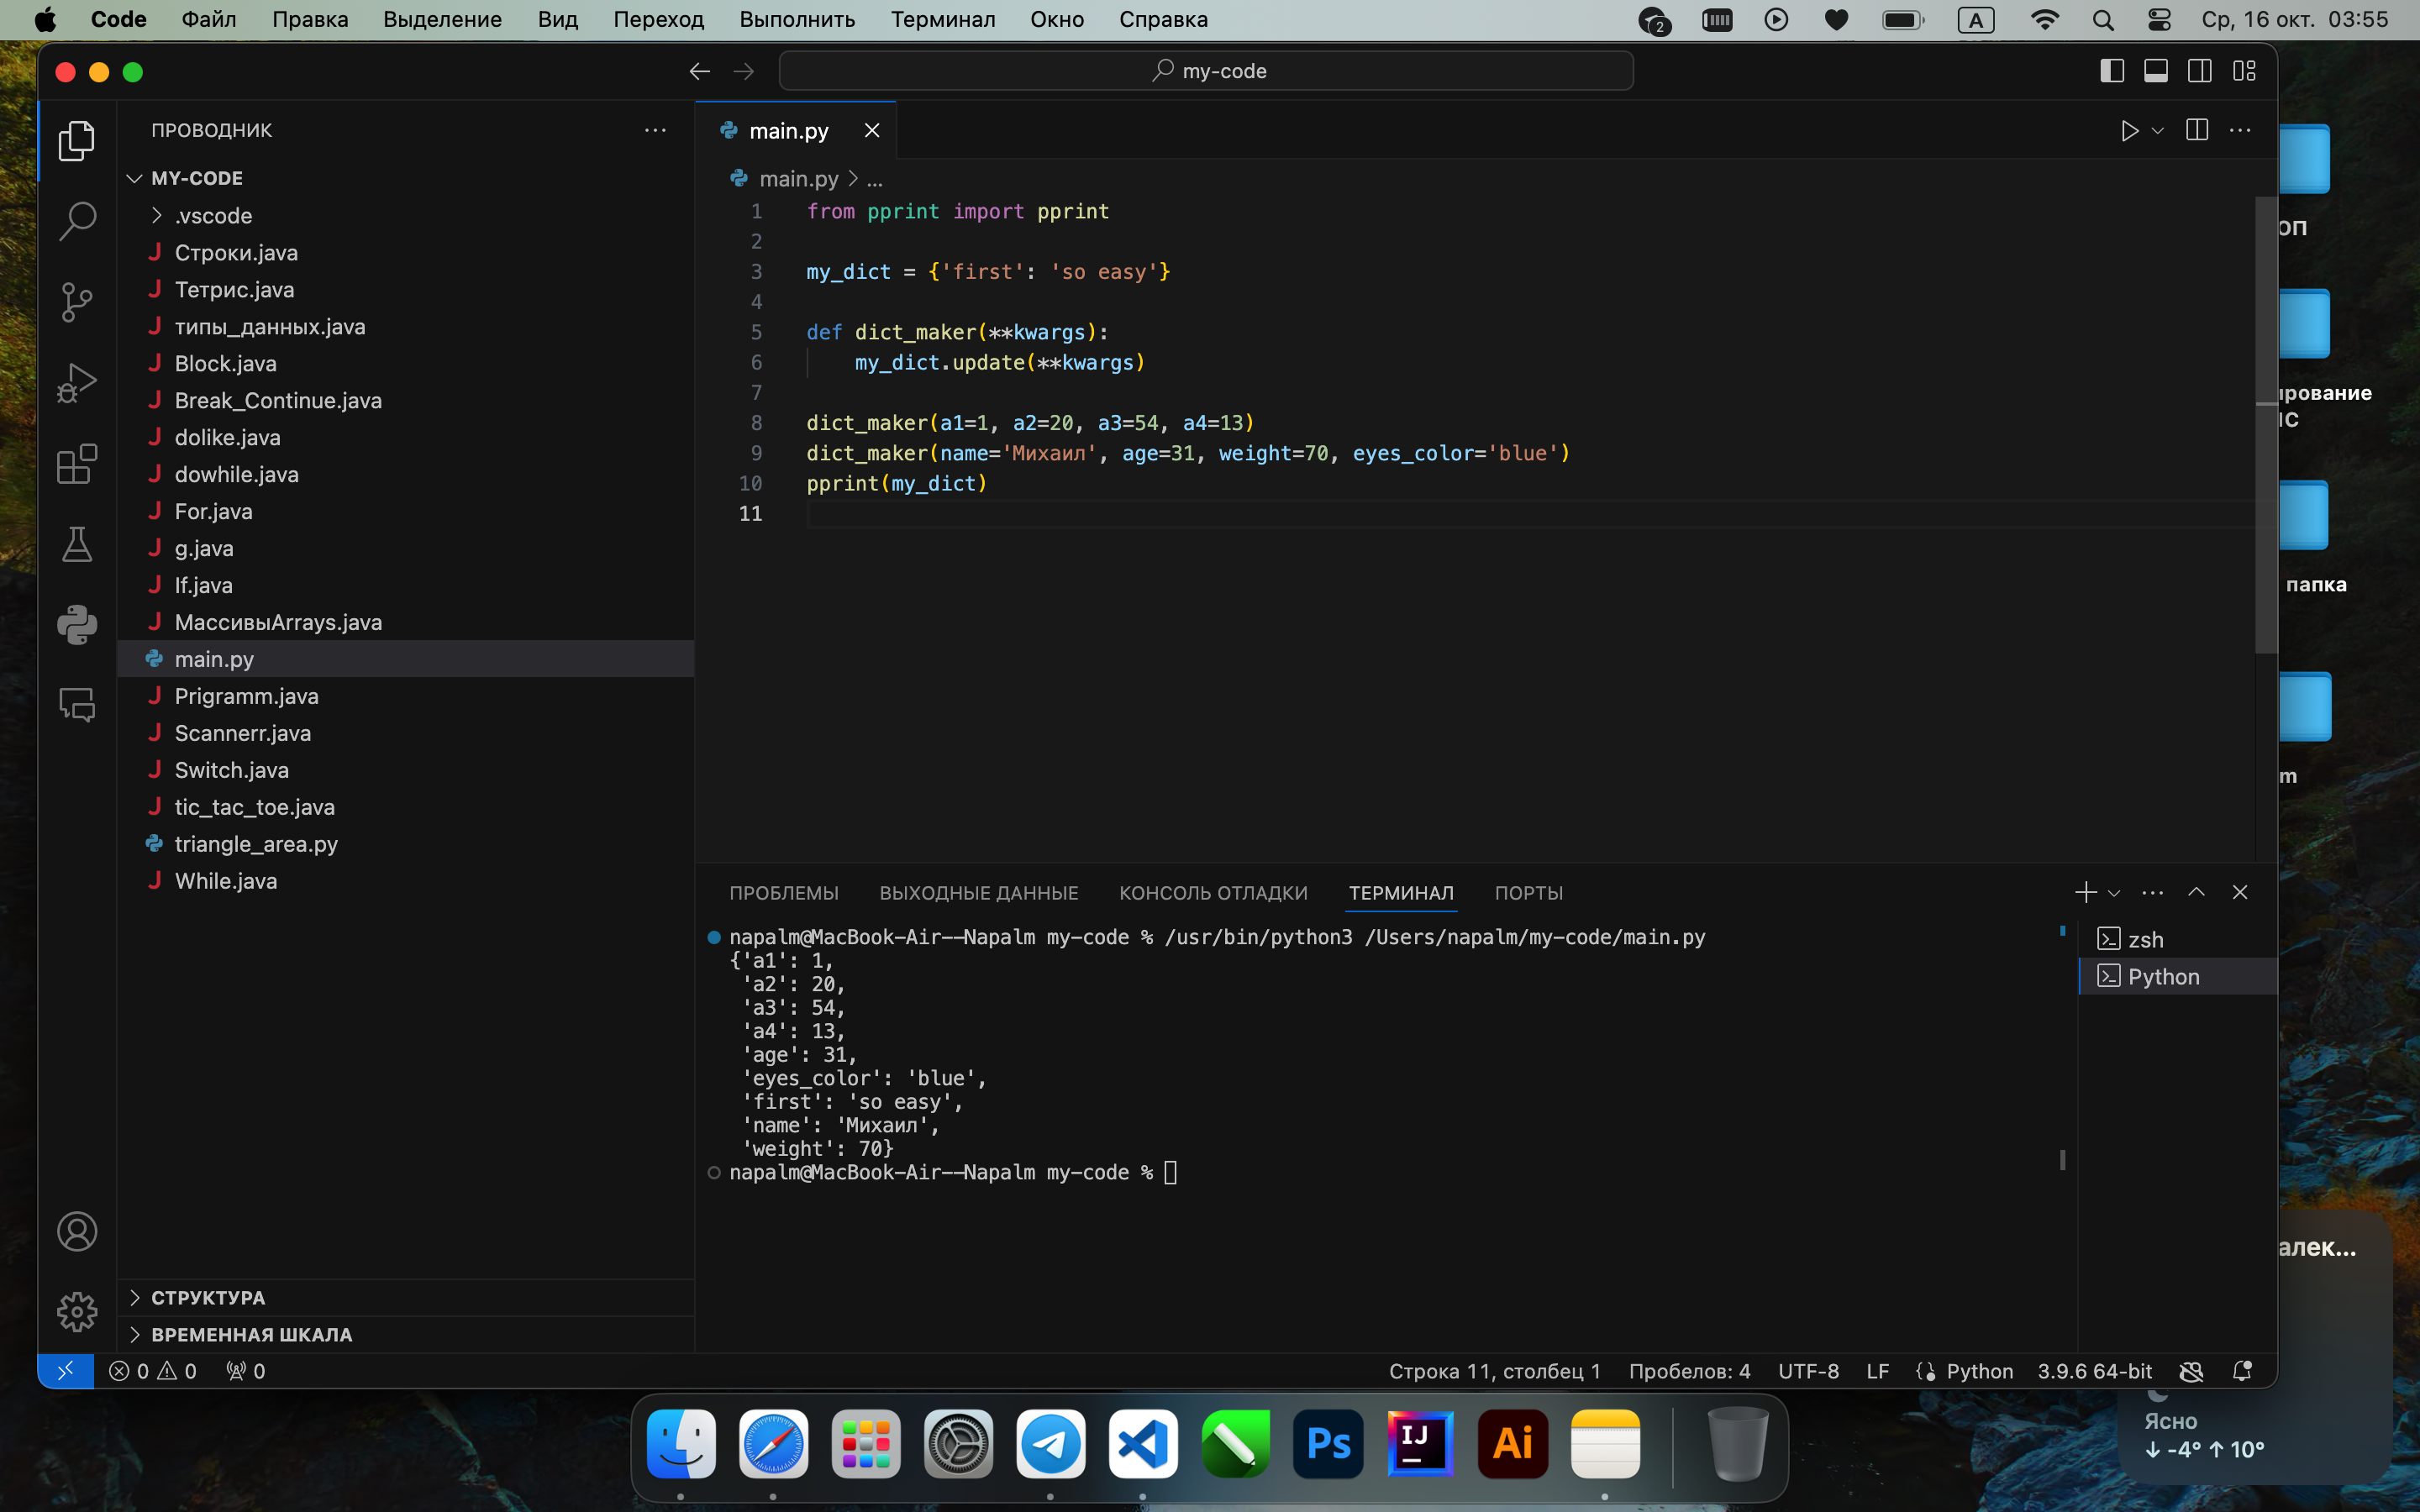 Code Файл Правка Выделение Вид Переход Выполнить Терминал Окно Справка 2 A Ср, 16 окт. 03:55
my-code
ПРОВОДНИК
MY-CODE
.vscode
Строки.java
Тетрис.java
типы_данных.java
Block.java
Break_Continue.java
dolike.java
dowhile.java
For.java
g.java
If.java
МассивыArrays.java
main.py
Prigramm.java
Scannerr.java
Switch.java
tic_tac_toe.java
triangle_area.py
While.java
СТРУКТУРА
ВРЕМЕННАЯ ШКАЛА
main.py
main.py > ...
1 from pprint import pprint
2
3 my_dict = {'first': 'so easy'}
4
5 def dict_maker(**kwargs):
6 my_dict.update(**kwargs)
7
8 dict_maker(a1=1, a2=20, a3=54, a4=13)
9 dict_maker(name='Михаил', age=31, weight=70, eyes_color='blue')
10 pprint(my_dict)
11
ПРОБЛЕМЫ ВЫХОДНЫЕ ДАННЫЕ КОНСОЛЬ ОТЛАДКИ ТЕРМИНАЛ ПОРТЫ
napalm@MacBook-Air--Napalm my-code % /usr/bin/python3 /Users/napalm/my-code/main.py
{'a1': 1,
'a2': 20,
'a3': 54,
'a4': 13,
'age': 31,
'eyes_color': 'blue',
'first': 'so easy',
'name': 'Михаил',
'weight': 70}
napalm@MacBook-Air--Napalm my-code %
zsh
Python
0 0 0
Строка 11, столбец 1 Пробелов: 4 UTF-8 LF Python 3.9.6 64-bit
папка
Ясно
↓ -4° ↑ 10°
Ps
IJ
Ai